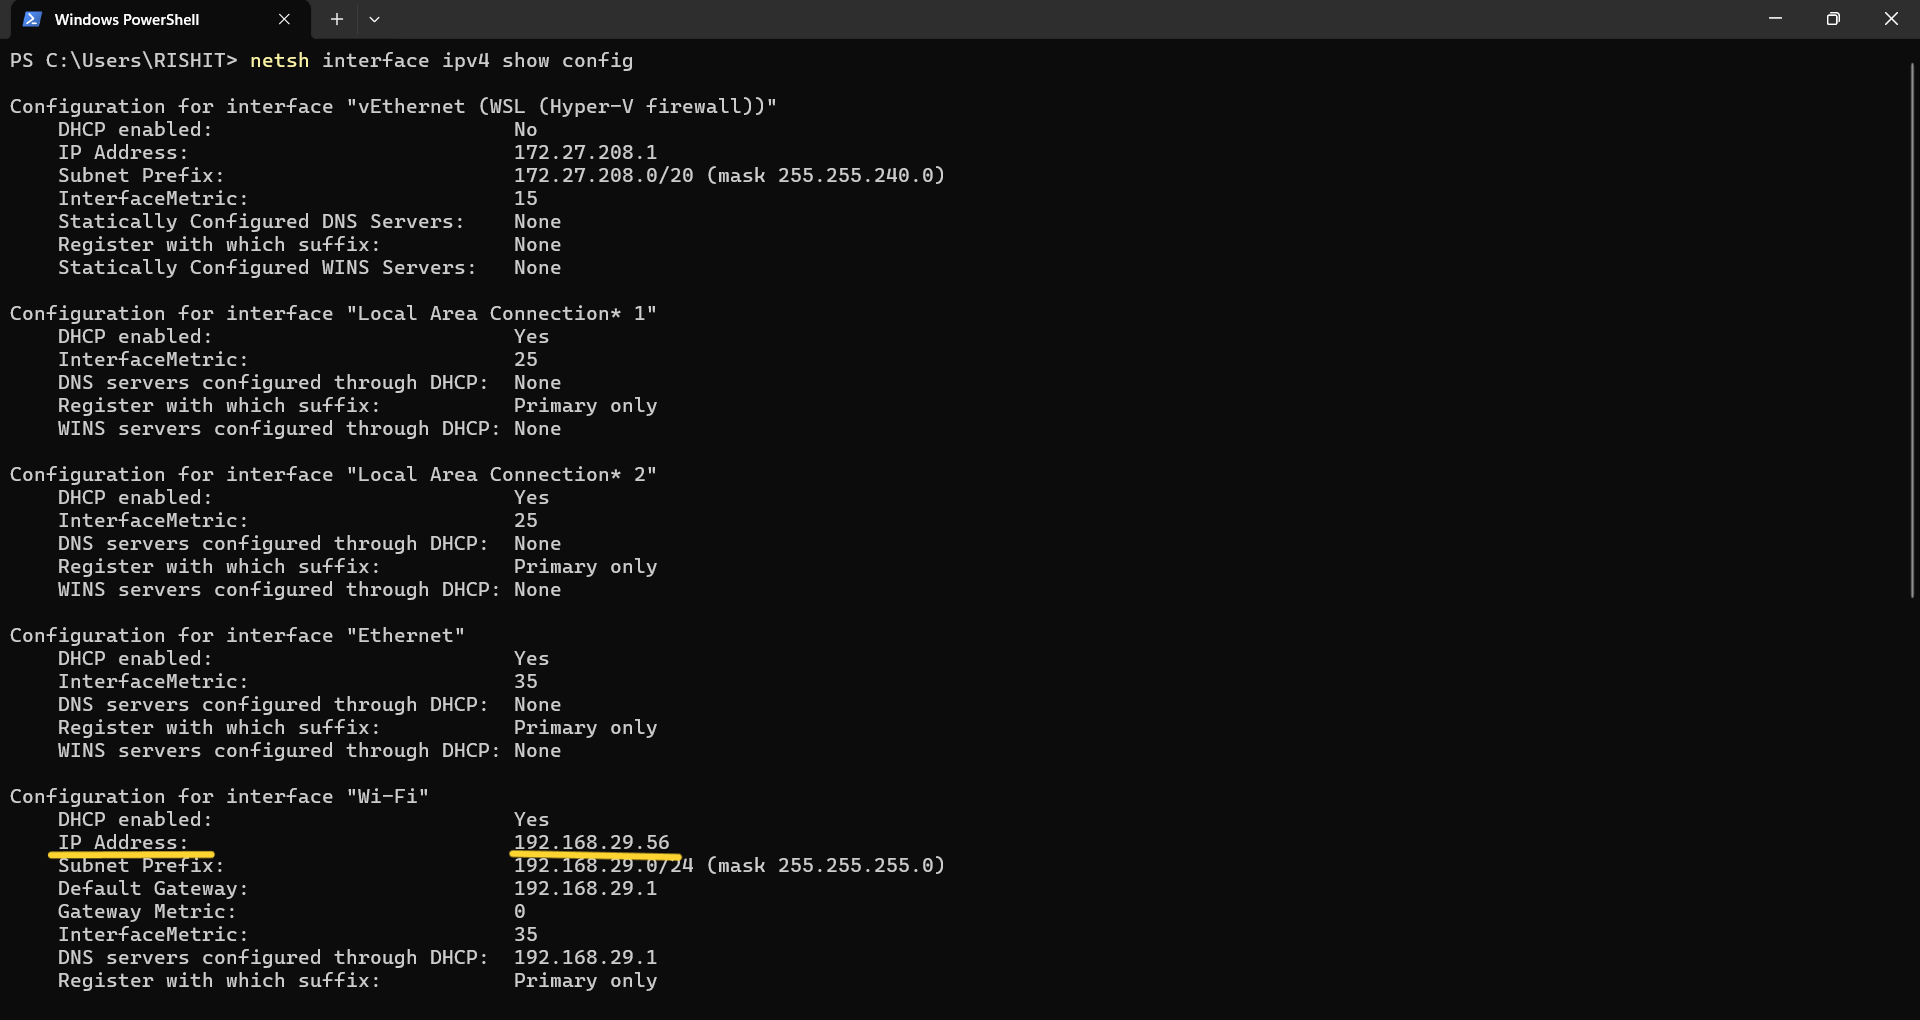 Windows PowerShell
PS C:\Users\RISHIT> netsh interface ipv4 show config
Configuration for interface "vEthernet (WSL (Hyper-V firewall))"
DHCP enabled: No
IP Address: 172.27.208.1
Subnet Prefix: 172.27.208.0/20 (mask 255.255.240.0)
InterfaceMetric: 15
Statically Configured DNS Servers: None
Register with which suffix: None
Statically Configured WINS Servers: None
Configuration for interface "Local Area Connection* 1"
DHCP enabled: Yes
InterfaceMetric: 25
DNS servers configured through DHCP: None
Register with which suffix: Primary only
WINS servers configured through DHCP: None
Configuration for interface "Local Area Connection* 2"
DHCP enabled: Yes
InterfaceMetric: 25
DNS servers configured through DHCP: None
Register with which suffix: Primary only
WINS servers configured through DHCP: None
Configuration for interface "Ethernet"
DHCP enabled: Yes
InterfaceMetric: 35
DNS servers configured through DHCP: None
Register with which suffix: Primary only
WINS servers configured through DHCP: None
Configuration for interface "Wi-Fi"
DHCP enabled: Yes
IP Address: 192.168.29.56
Subnet Prefix: 192.168.29.0/24 (mask 255.255.255.0)
Default Gateway: 192.168.29.1
Gateway Metric: 0
InterfaceMetric: 35
DNS servers configured through DHCP: 192.168.29.1
Register with which suffix: Primary only